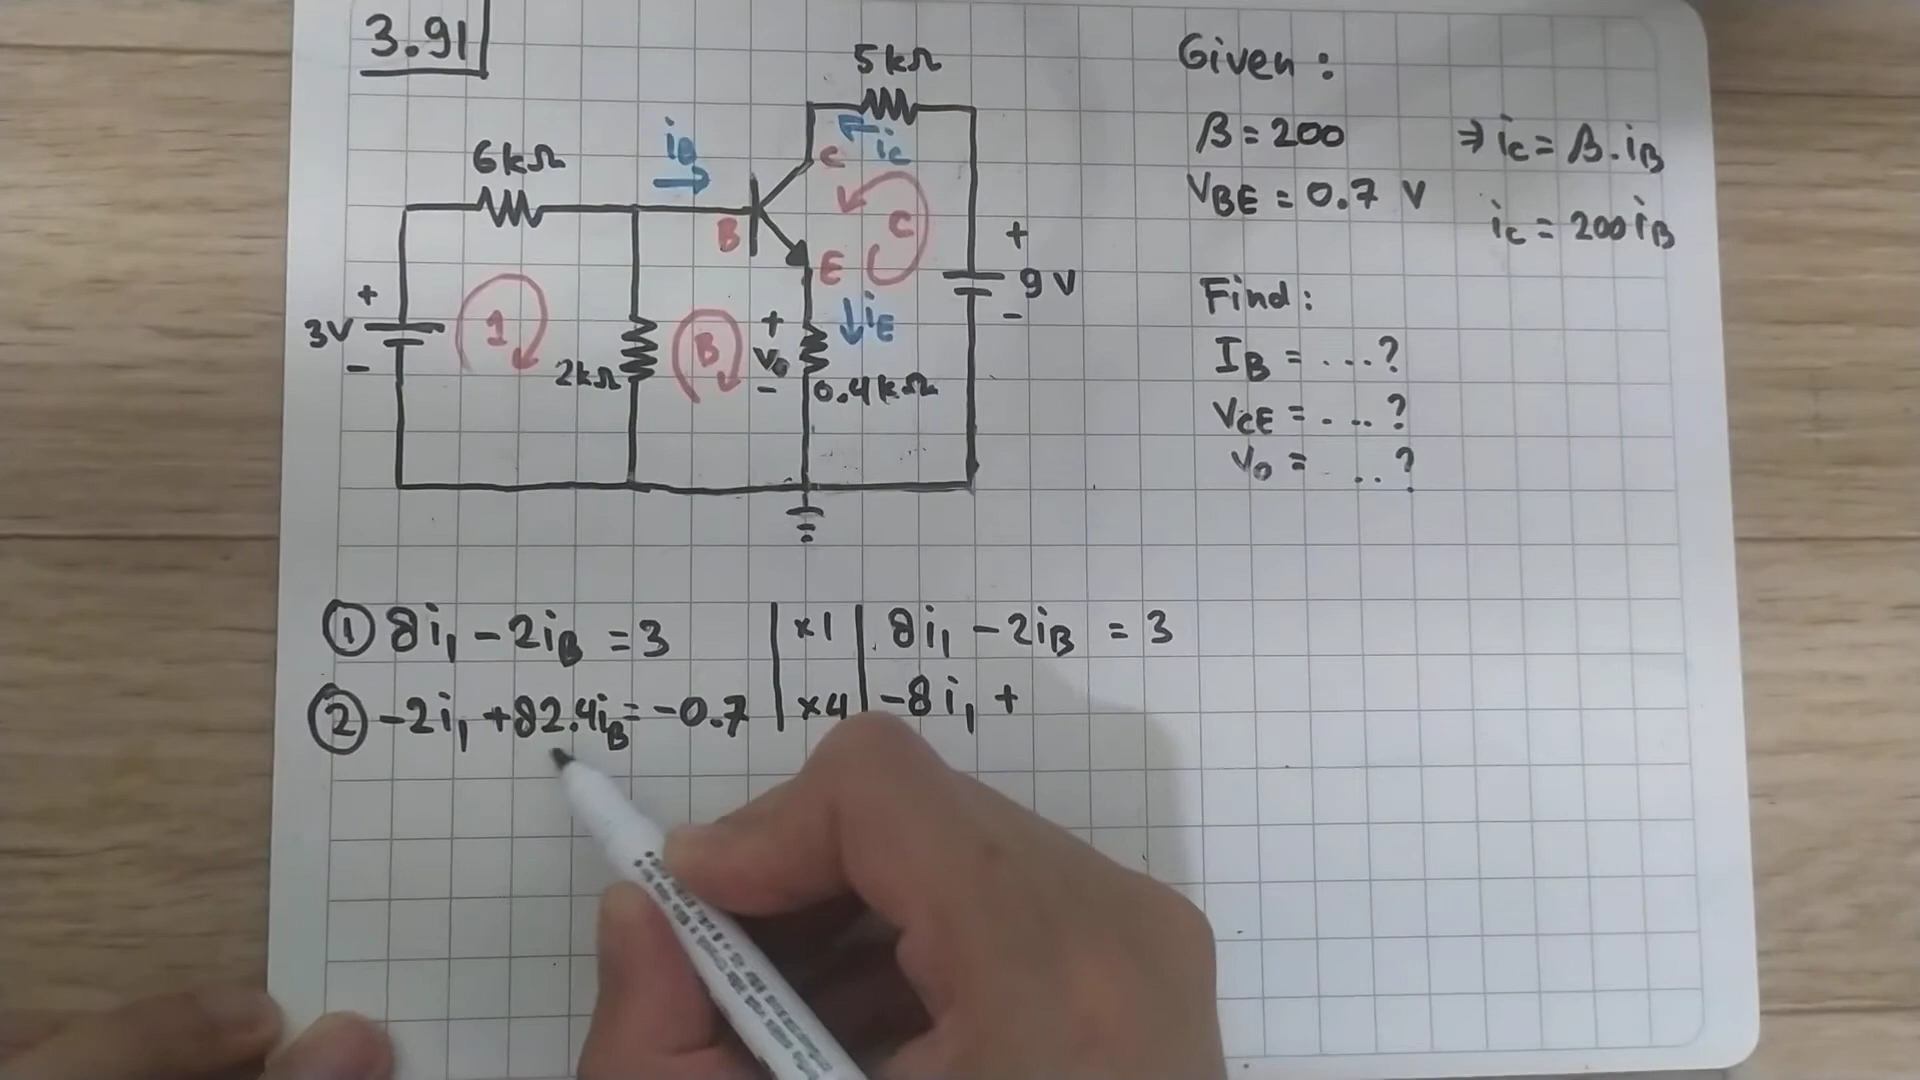 3.91
5kΩ
6kΩ
iB
ic
C
C
B
E
3V
+
-
1
2kΩ
B
+
Vo
-
iE
0.4kΩ
+
9V
-
Given:
β = 200 ⇒ ic = β.iB
VBE = 0.7 V ic = 200iB
Find:
IB = ...?
VCE = ...?
Vo = ...?
① 8i₁ - 2iB = 3 | ×1 | 8i₁ - 2iB = 3
② -2i₁ + 82.4iB = -0.7 | ×4 | -8i₁ +